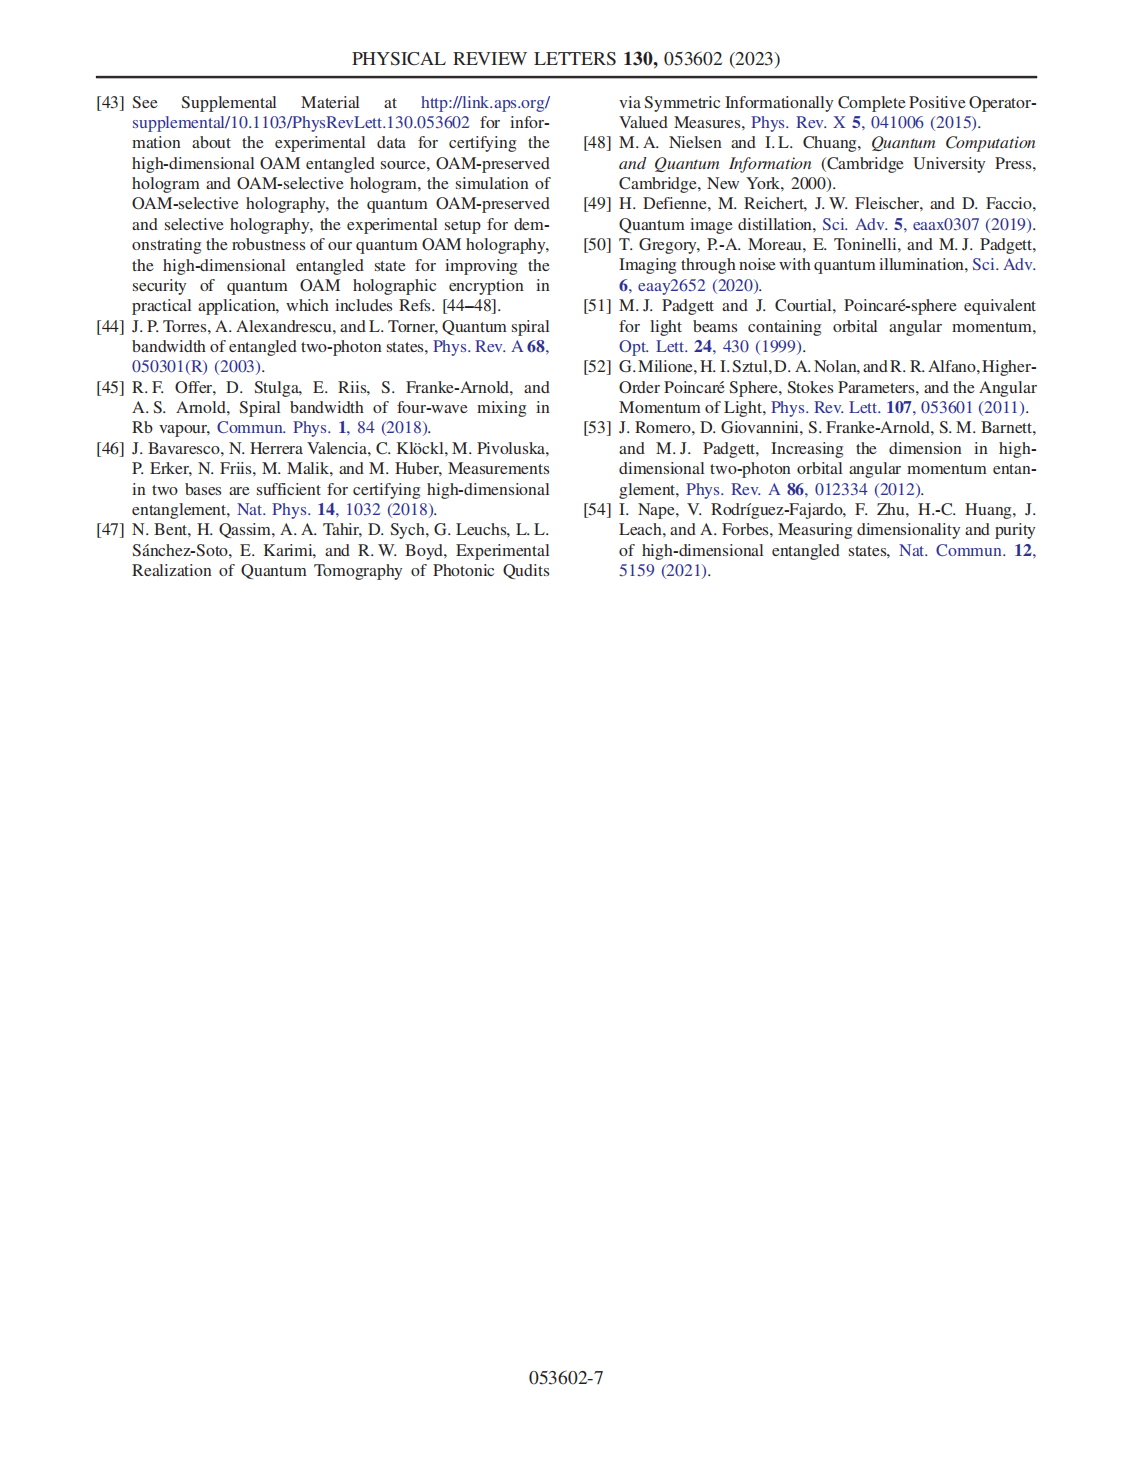 PHYSICAL REVIEW LETTERS 130, 053602 (2023)
[43] See Supplemental Material at http://link.aps.org/
supplemental/10.1103/PhysRevLett.130.053602 for infor-
mation about the experimental data for certifying the
high-dimensional OAM entangled source, OAM-preserved
hologram and OAM-selective hologram, the simulation of
OAM-selective holography, the quantum OAM-preserved
and selective holography, the experimental setup for dem-
onstrating the robustness of our quantum OAM holography,
the high-dimensional entangled state for improving the
security of quantum OAM holographic encryption in
practical application, which includes Refs. [44–48].
[44] J. P. Torres, A. Alexandrescu, and L. Torner, Quantum spiral
bandwidth of entangled two-photon states, Phys. Rev. A 68,
050301(R) (2003).
[45] R. F. Offer, D. Stulga, E. Riis, S. Franke-Arnold, and
A. S. Arnold, Spiral bandwidth of four-wave mixing in
Rb vapour, Commun. Phys. 1, 84 (2018).
[46] J. Bavaresco, N. Herrera Valencia, C. Klöckl, M. Pivoluska,
P. Erker, N. Friis, M. Malik, and M. Huber, Measurements
in two bases are sufficient for certifying high-dimensional
entanglement, Nat. Phys. 14, 1032 (2018).
[47] N. Bent, H. Qassim, A. A. Tahir, D. Sych, G. Leuchs, L. L.
Sánchez-Soto, E. Karimi, and R. W. Boyd, Experimental
Realization of Quantum Tomography of Photonic Qudits
via Symmetric Informationally Complete Positive Operator-
Valued Measures, Phys. Rev. X 5, 041006 (2015).
[48] M. A. Nielsen and I. L. Chuang, Quantum Computation
and Quantum Information (Cambridge University Press,
Cambridge, New York, 2000).
[49] H. Defienne, M. Reichert, J. W. Fleischer, and D. Faccio,
Quantum image distillation, Sci. Adv. 5, eaax0307 (2019).
[50] T. Gregory, P.-A. Moreau, E. Toninelli, and M. J. Padgett,
Imaging through noise with quantum illumination, Sci. Adv.
6, eaay2652 (2020).
[51] M. J. Padgett and J. Courtial, Poincaré-sphere equivalent
for light beams containing orbital angular momentum,
Opt. Lett. 24, 430 (1999).
[52] G. Milione, H. I. Sztul, D. A. Nolan, and R. R. Alfano, Higher-
Order Poincaré Sphere, Stokes Parameters, and the Angular
Momentum of Light, Phys. Rev. Lett. 107, 053601 (2011).
[53] J. Romero, D. Giovannini, S. Franke-Arnold, S. M. Barnett,
and M. J. Padgett, Increasing the dimension in high-
dimensional two-photon orbital angular momentum entan-
glement, Phys. Rev. A 86, 012334 (2012).
[54] I. Nape, V. Rodríguez-Fajardo, F. Zhu, H.-C. Huang, J.
Leach, and A. Forbes, Measuring dimensionality and purity
of high-dimensional entangled states, Nat. Commun. 12,
5159 (2021).
053602-7